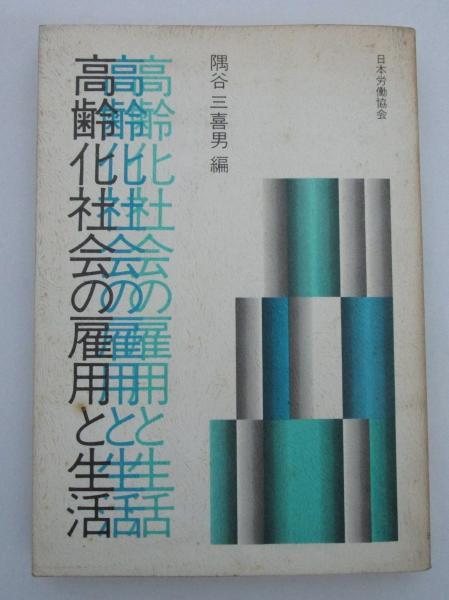 日本労働協会
隅谷三喜男 編
高齢化社会の雇用と生活
高齢化社会の雇用と生活
高齢化社会の雇用と生活